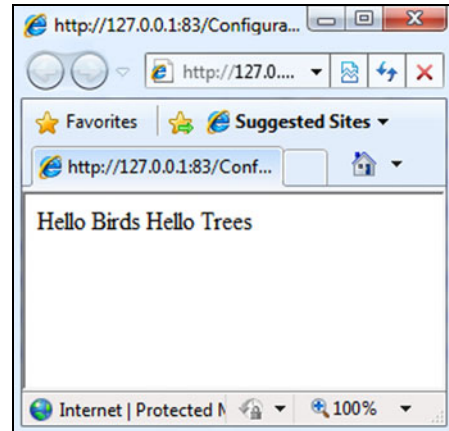 http://127.0.0.1:83/Configura...
http://127.0....
Favorites Suggested Sites
http://127.0.0.1:83/Conf...
Hello Birds Hello Trees
Internet | Protected 100%